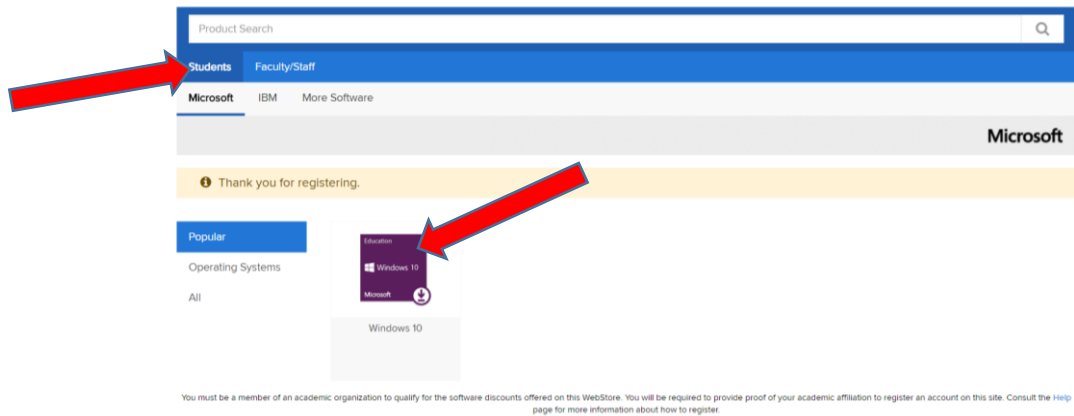 Product Search
Students Faculty/Staff
Microsoft IBM More Software
Microsoft
Thank you for registering.
Popular
Operating Systems
All
Education
Windows 10
Microsoft
Windows 10
You must be a member of an academic organization to qualify for the software discounts offered on this WebStore. You will be required to provide proof of your academic affiliation to register an account on this site. Consult the Help
page for more information about how to register.